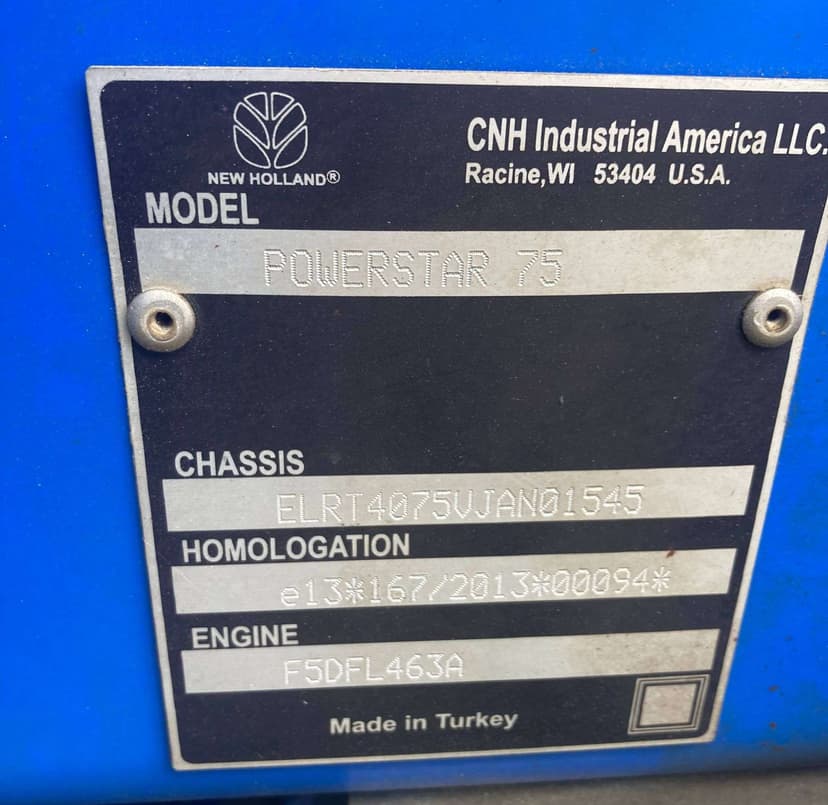 NEW HOLLAND®
CNH Industrial America LLC.
Racine,WI 53404 U.S.A.
MODEL
POWERSTAR 75
CHASSIS
ELRT4075VJAN01545
HOMOLOGATION
e13*167/2013*00094*
ENGINE
F5DFL463A
Made in Turkey